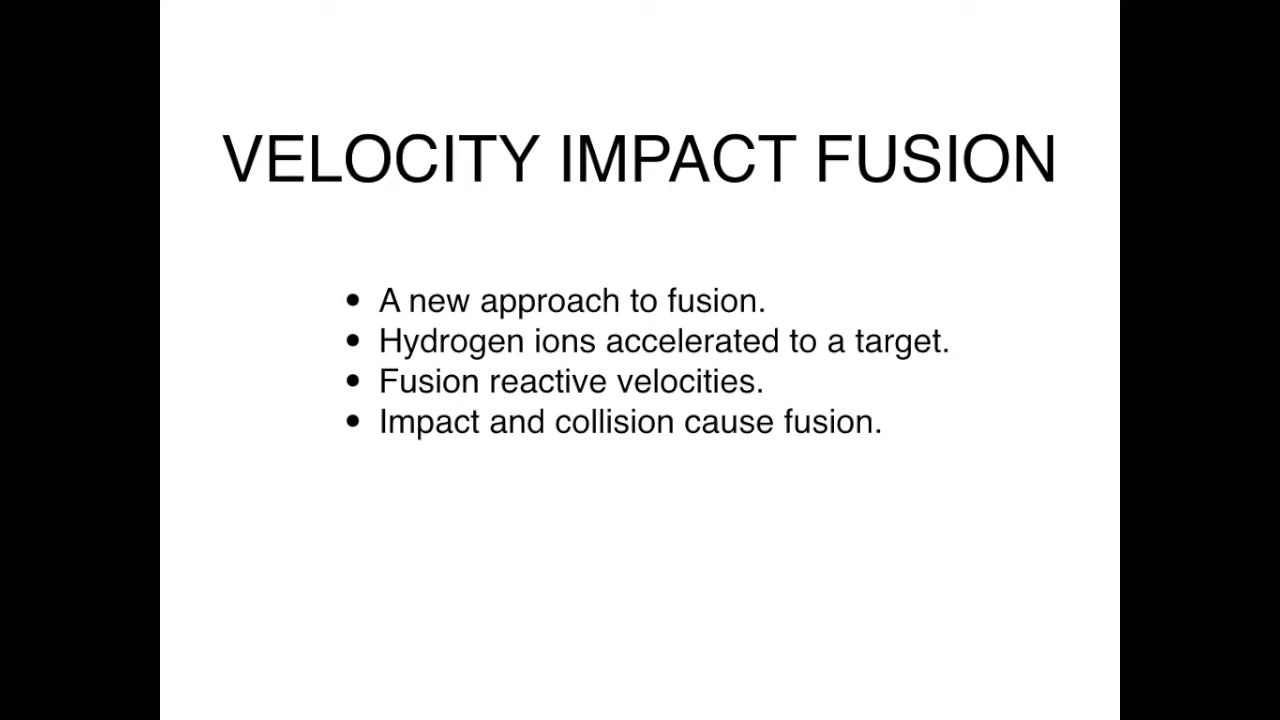 VELOCITY IMPACT FUSION
• A new approach to fusion.
• Hydrogen ions accelerated to a target.
• Fusion reactive velocities.
• Impact and collision cause fusion.